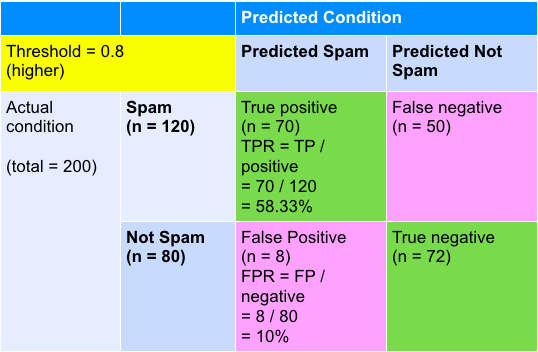 Predicted Condition
Threshold = 0.8
(higher)
Predicted Spam
Predicted Not
Spam
Actual
condition
(total = 200)
Spam
(n = 120)
True positive
(n = 70)
TPR = TP /
positive
= 70 / 120
= 58.33%
False negative
(n = 50)
Not Spam
(n = 80)
False Positive
(n = 8)
FPR = FP /
negative
= 8 / 80
= 10%
True negative
(n = 72)